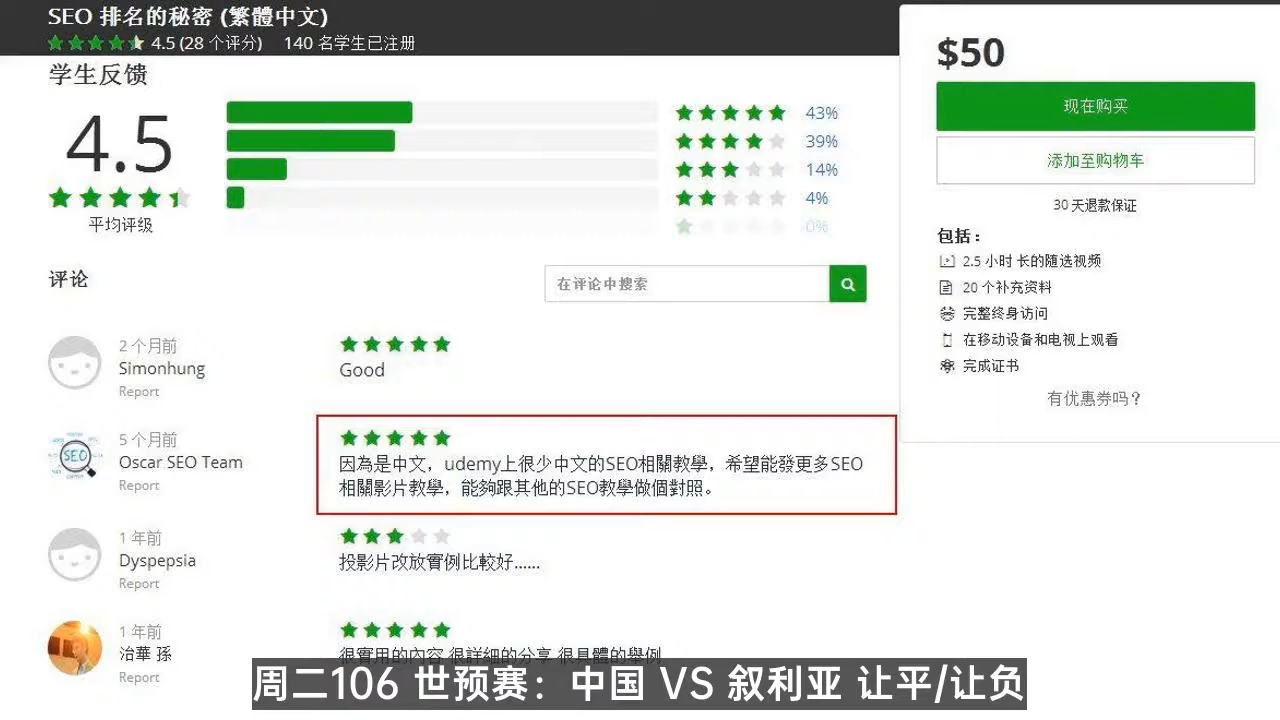 SEO 排名的秘密 (繁體中文)
4.5 (28 个评分) 140 名学生已注册
学生反馈
4.5
平均评级
43%
39%
14%
4%
0%
评论
在评论中搜索
2 个月前
Simonhung
Report
Good
5 个月前
Oscar SEO Team
Report
SEO
因為是中文，udemy上很少中文的SEO相關教學，希望能發更多SEO
相關影片教學，能夠跟其他的SEO教學做個對照。
1 年前
Dyspepsia
Report
投影片改放實例比較好......
1 年前
治華 孫
Report
很實用的內容 很詳細的分享 很具體的舉例
$50
现在购买
添加至购物车
30 天退款保证
包括：
2.5 小时 长的随选视频
20 个补充资料
完整终身访问
在移动设备和电视上观看
完成证书
有优惠券吗？
周二106 世预赛：中国 VS 叙利亚 让平/让负